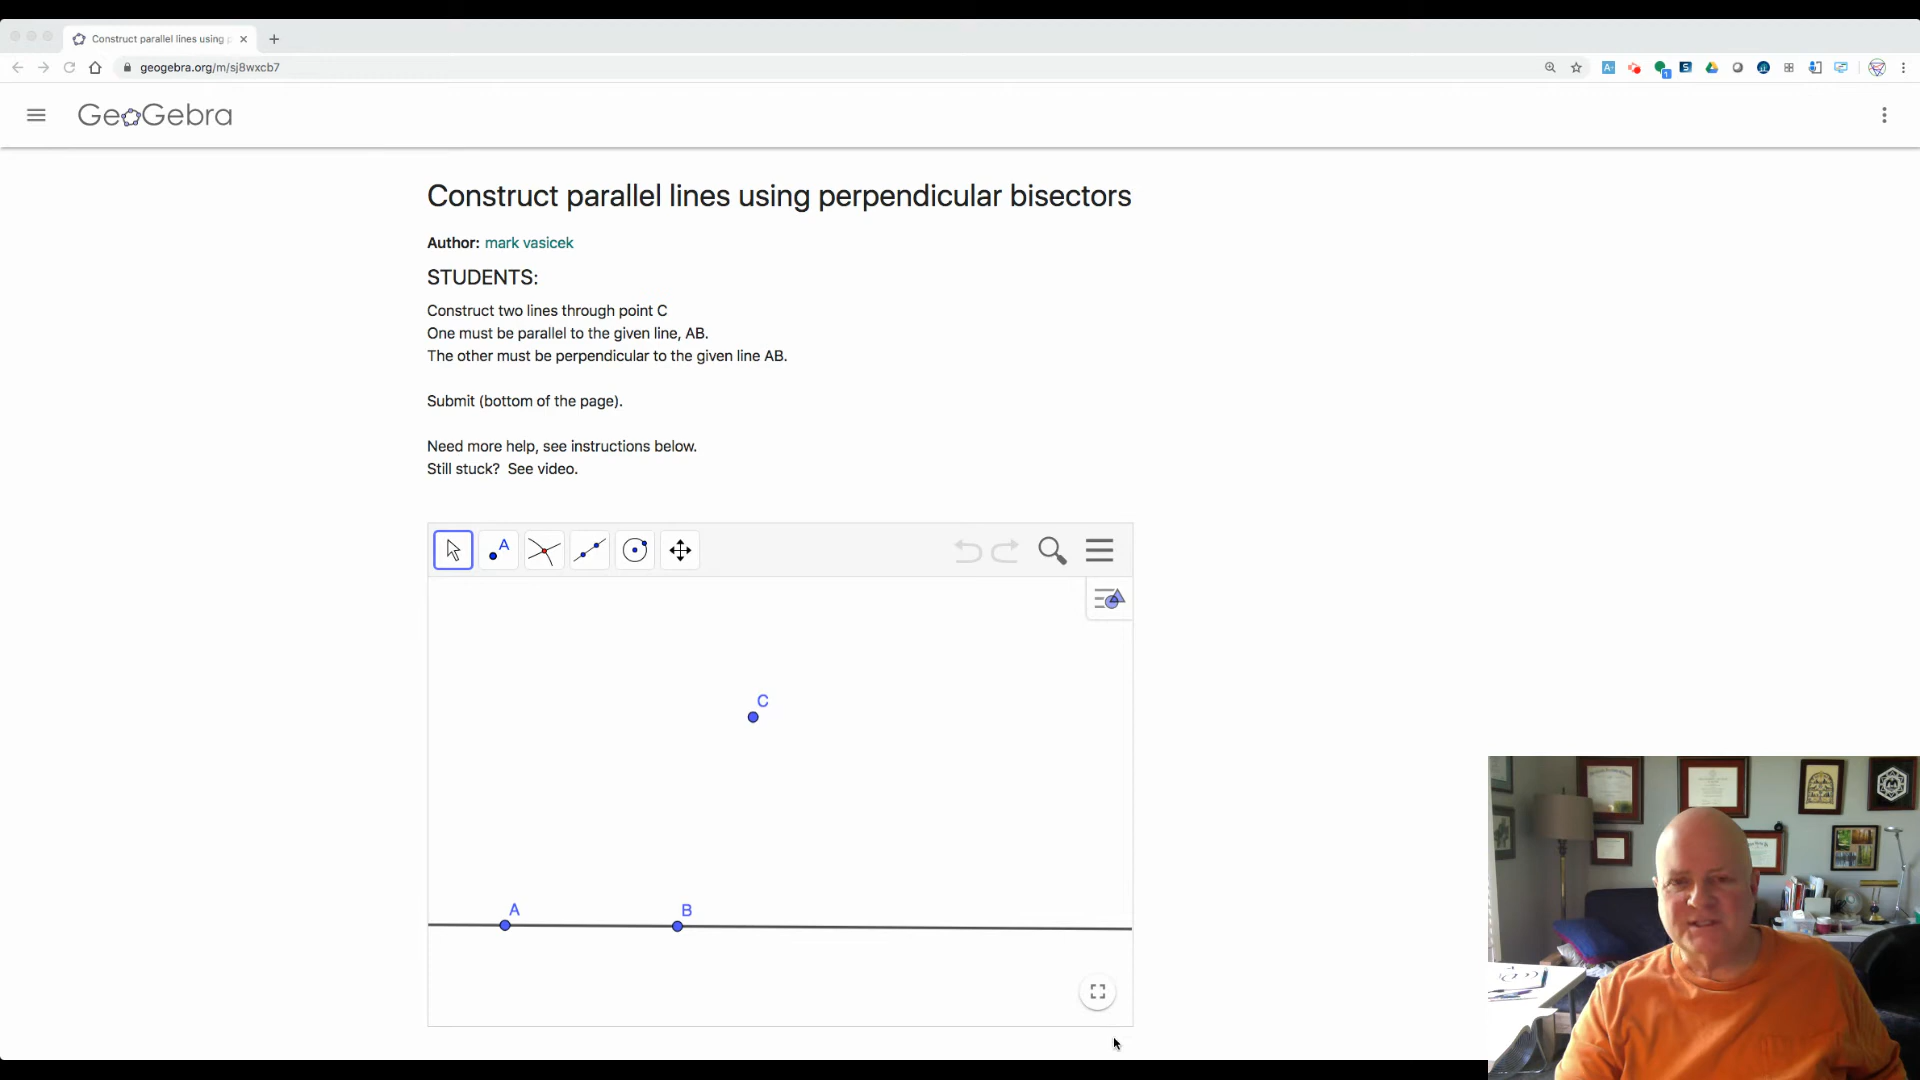 Construct parallel lines using p
geogebra.org/m/sj8wxcb7
GeoGebra
Construct parallel lines using perpendicular bisectors
Author: mark vasicek
STUDENTS:
Construct two lines through point C
One must be parallel to the given line, AB.
The other must be perpendicular to the given line AB.
Submit (bottom of the page).
Need more help, see instructions below.
Still stuck?  See video.
A
C
A
B